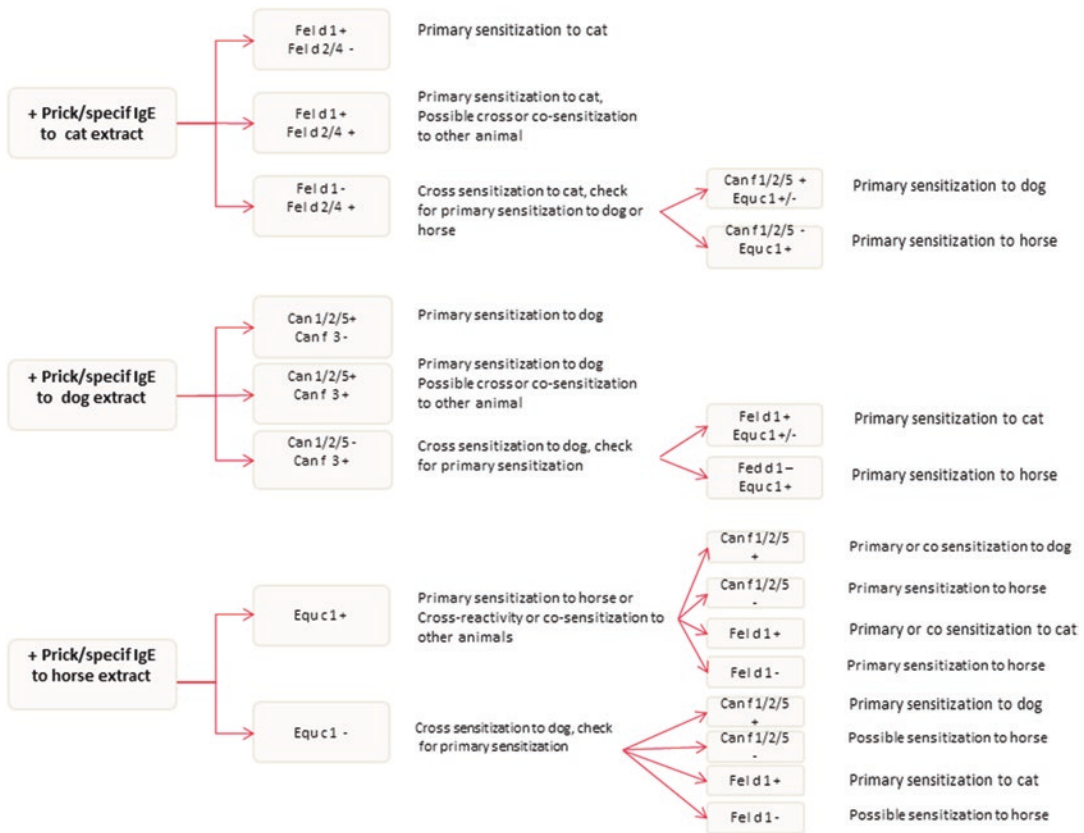 + Prick/specif IgE
to cat extract
Fel d 1 +
Fel d 2/4 -
Primary sensitization to cat
Fel d 1 +
Fel d 2/4 +
Primary sensitization to cat,
Possible cross or co-sensitization
to other animal
Fel d 1 -
Fel d 2/4 +
Cross sensitization to cat, check
for primary sensitization to dog or
horse
Can f 1/2/5 +
Equ c 1 +/-
Primary sensitization to dog
Can f 1/2/5 -
Equ c 1 +
Primary sensitization to horse
+ Prick/specif IgE
to dog extract
Can 1/2/5+
Can f 3 -
Primary sensitization to dog
Can 1/2/5+
Can f 3+
Primary sensitization to dog
Possible cross or co-sensitization
to other animal
Can 1/2/5 -
Can f 3+
Cross sensitization to dog, check
for primary sensitization
Fel d 1 +
Equ c 1 +/-
Primary sensitization to cat
Fed d 1 –
Equ c 1 +
Primary sensitization to horse
+ Prick/specif IgE
to horse extract
Equ c 1 +
Primary sensitization to horse or
Cross-reactivity or co-sensitization to
other animals
Can f 1/2/5
+
Primary or co sensitization to dog
Can f 1/2/5
-
Primary sensitization to horse
Fel d 1 +
Primary or co sensitization to cat
Fel d 1 -
Primary sensitization to horse
Equ c 1 -
Cross sensitization to dog, check
for primary sensitization
Can f 1/2/5
+
Primary sensitization to dog
Can f 1/2/5
-
Possible sensitization to horse
Fel d 1 +
Primary sensitization to cat
Fel d 1 -
Possible sensitization to horse